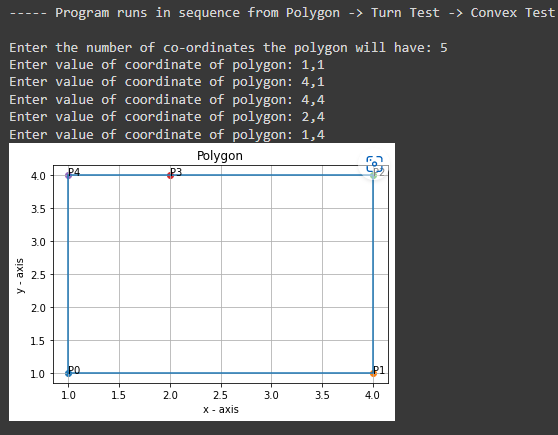 ----- Program runs in sequence from Polygon -> Turn Test -> Convex Test
Enter the number of co-ordinates the polygon will have: 5
Enter value of coordinate of polygon: 1,1
Enter value of coordinate of polygon: 4,1
Enter value of coordinate of polygon: 4,4
Enter value of coordinate of polygon: 2,4
Enter value of coordinate of polygon: 1,4
Polygon
4.0
P4
P3
P2
3.5
3.0
2.5
2.0
1.5
1.0
P0
P1
y - axis
1.0 1.5 2.0 2.5 3.0 3.5 4.0
x - axis